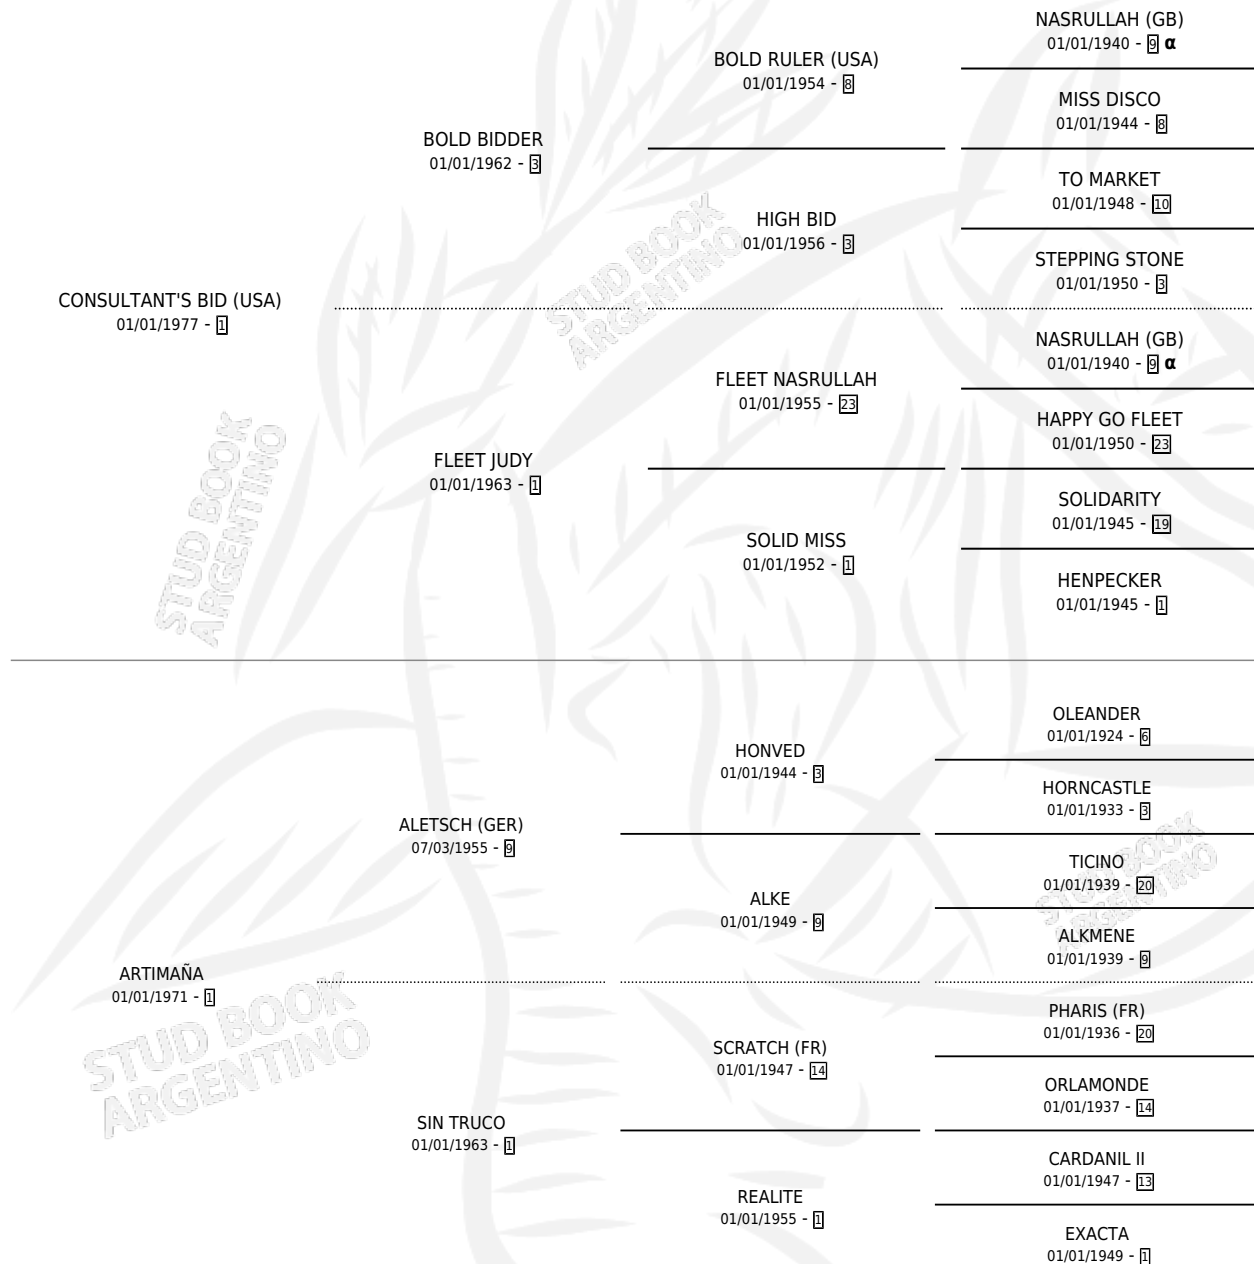 NASRULLAH (GB)
01/01/1940 - 9 α
BOLD RULER (USA)
01/01/1954 - 8
MISS DISCO
01/01/1944 - 8
BOLD BIDDER
01/01/1962 - 3
TO MARKET
01/01/1948 - 10
HIGH BID
01/01/1956 - 3
STEPPING STONE
01/01/1950 - 3
CONSULTANT'S BID (USA)
01/01/1977 - 1
NASRULLAH (GB)
01/01/1940 - 9 α
FLEET NASRULLAH
01/01/1955 - 23
HAPPY GO FLEET
01/01/1950 - 23
FLEET JUDY
01/01/1963 - 1
SOLIDARITY
01/01/1945 - 19
SOLID MISS
01/01/1952 - 1
HENPECKER
01/01/1945 - 1
OLEANDER
01/01/1924 - 6
HONVED
01/01/1944 - 3
HORNCASTLE
01/01/1933 - 3
ALETSCH (GER)
07/03/1955 - 9
TICINO
01/01/1939 - 20
ALKE
01/01/1949 - 9
ALKMENE
01/01/1939 - 9
ARTIMAÑA
01/01/1971 - 1
PHARIS (FR)
01/01/1936 - 20
SCRATCH (FR)
01/01/1947 - 14
ORLAMONDE
01/01/1937 - 14
SIN TRUCO
01/01/1963 - 1
CARDANIL II
01/01/1947 - 13
REALITE
01/01/1955 - 1
EXACTA
01/01/1949 - 1
STUD BOOK
ARGENTINO
STUD BOOK
ARGENTINO
STUD BOOK
ARGENTINO
STUD BOOK
ARGENTINO